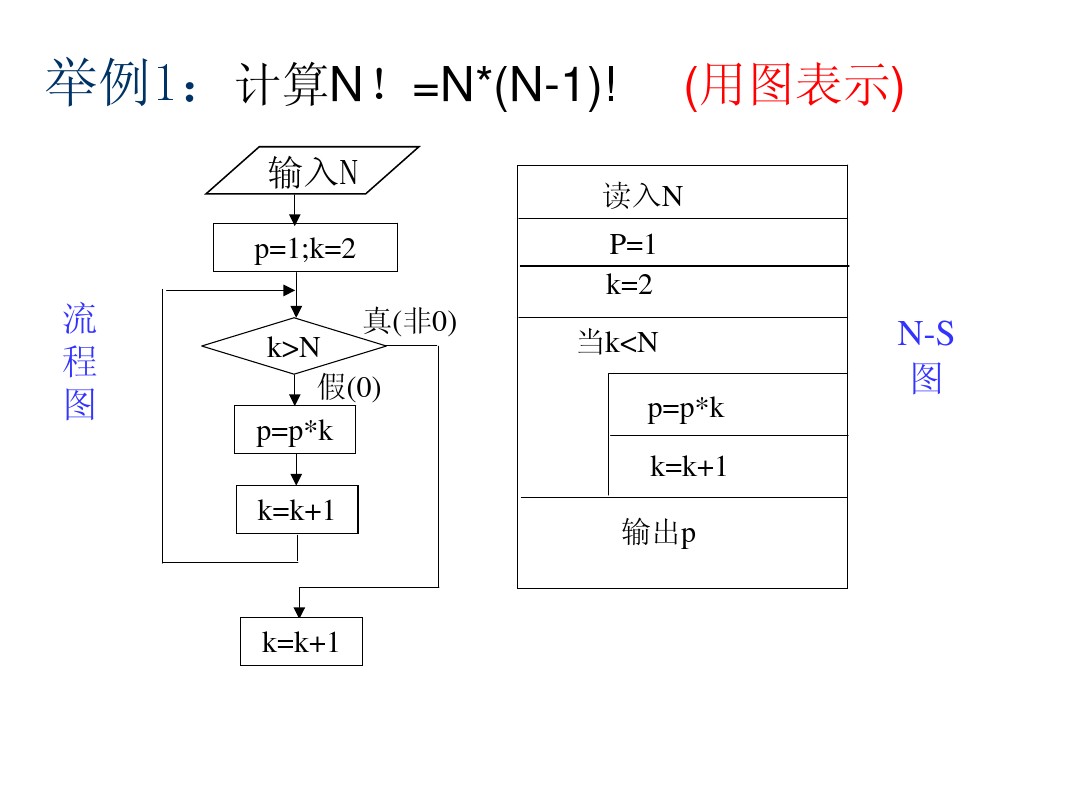 举例1：计算N！=N*(N-1)! (用图表示)
输入N
p=1;k=2
k>N
真(非0)
假(0)
p=p*k
k=k+1
k=k+1
流
程
图
读入N
P=1
k=2
当k<N
p=p*k
k=k+1
输出p
N-S
图